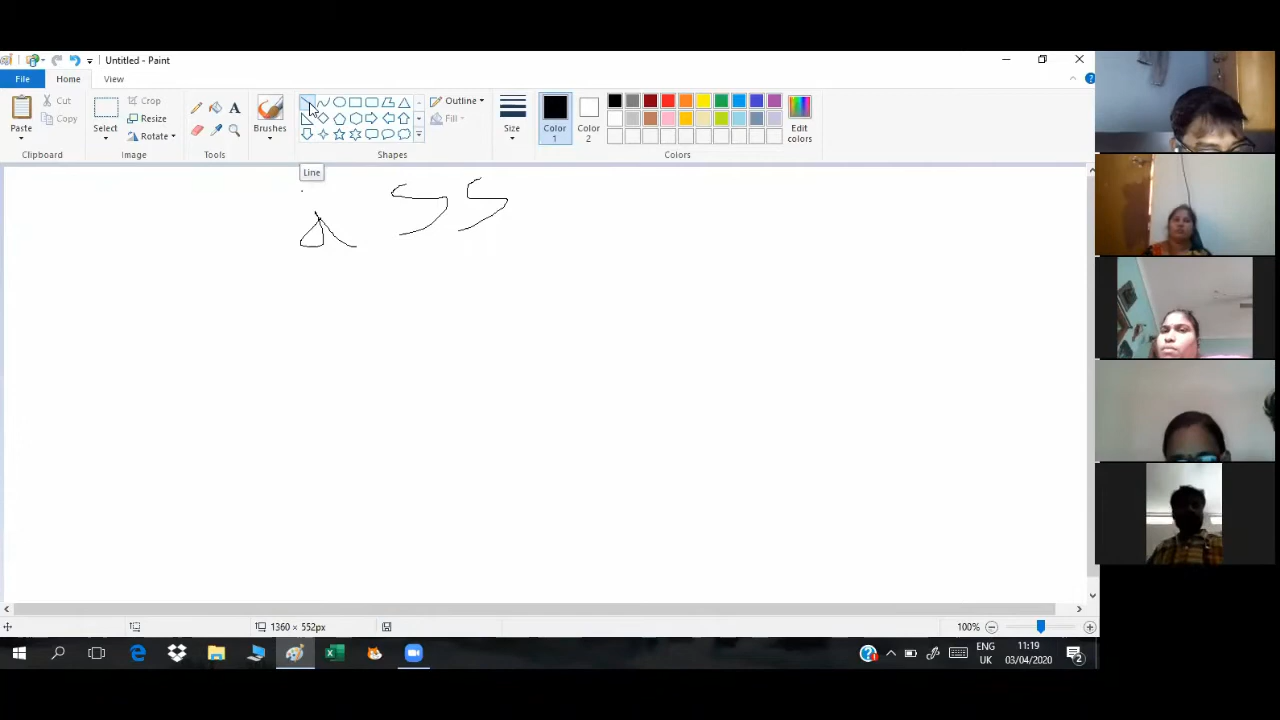 Untitled - Paint
File Home View
Cut
Copy
Paste
Clipboard
Crop
Resize
Rotate
Select
Image
Tools
Brushes
Shapes
Outline
Fill
Size
Color 1
Color 2
Edit colors
Colors
Line
1360 × 552px
100%
ENG
UK
11:19
03/04/2020
2